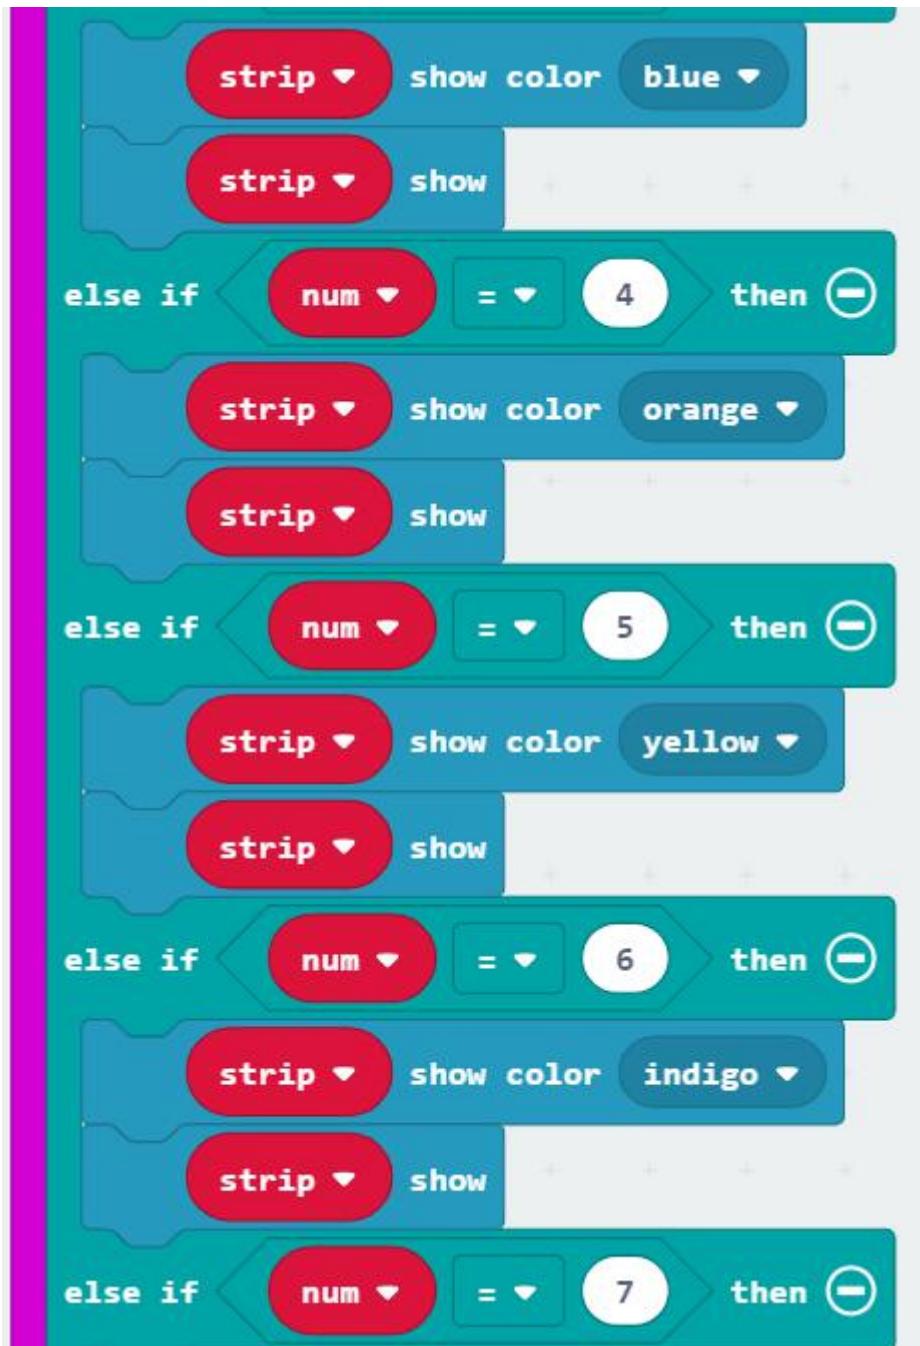 strip show color blue
strip show
else if num = 4 then
strip show color orange
strip show
else if num = 5 then
strip show color yellow
strip show
else if num = 6 then
strip show color indigo
strip show
else if num = 7 then